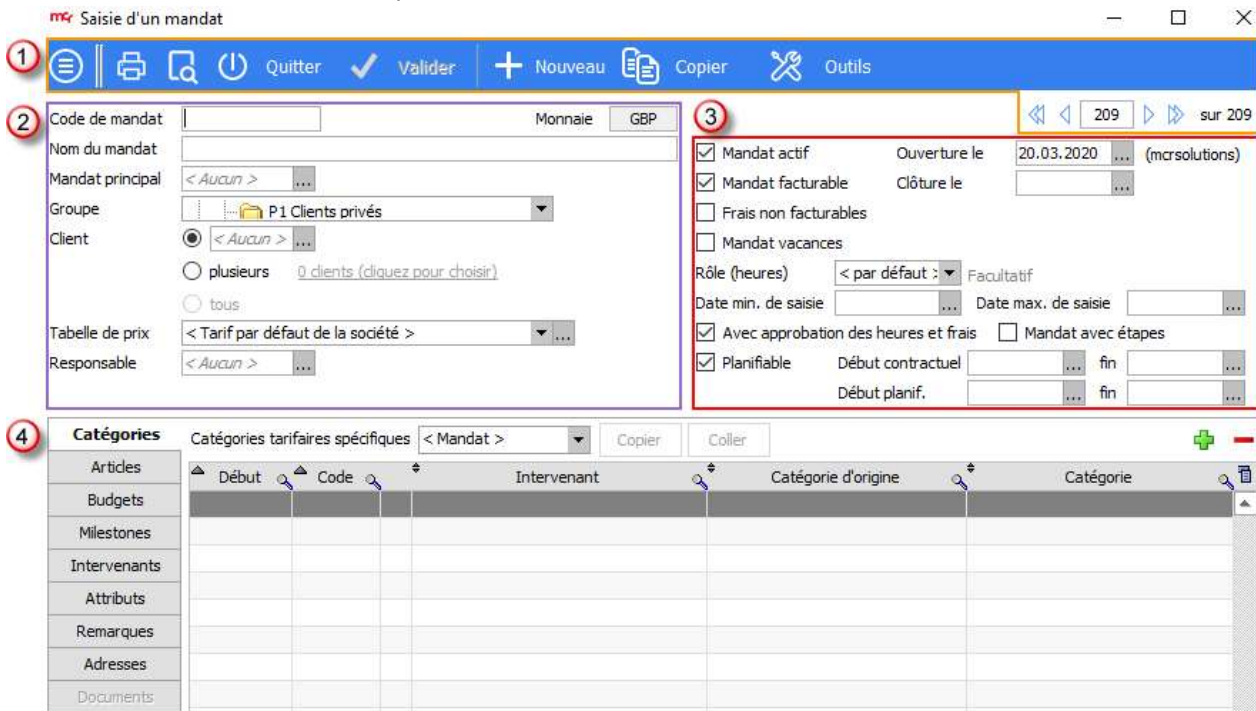 mcr Saisie d'un mandat
1 Quitter Valider Nouveau Copier Outils
209 sur 209
2 Code de mandat Monnaie GBP
Nom du mandat
Mandat principal < Aucun > ...
Groupe P1 Clients privés
Client < Aucun > ...
plusieurs 0 clients (cliquez pour choisir)
tous
Tabelle de prix < Tarif par défaut de la société > ...
Responsable < Aucun > ...
3
Mandat actif Ouverture le 20.03.2020 ... (mcrsolutions)
Mandat facturable Clôture le ...
Frais non facturables
Mandat vacances
Rôle (heures) < par défaut > Facultatif
Date min. de saisie ... Date max. de saisie ...
Avec approbation des heures et frais Mandat avec étapes
Planifiable Début contractuel ... fin ...
Début planif. ... fin ...
4 Catégories Catégories tarifaires spécifiques < Mandat > Copier Coller
Articles Début Code Intervenant Catégorie d'origine Catégorie
Budgets
Milestones
Intervenants
Attributs
Remarques
Adresses
Documents